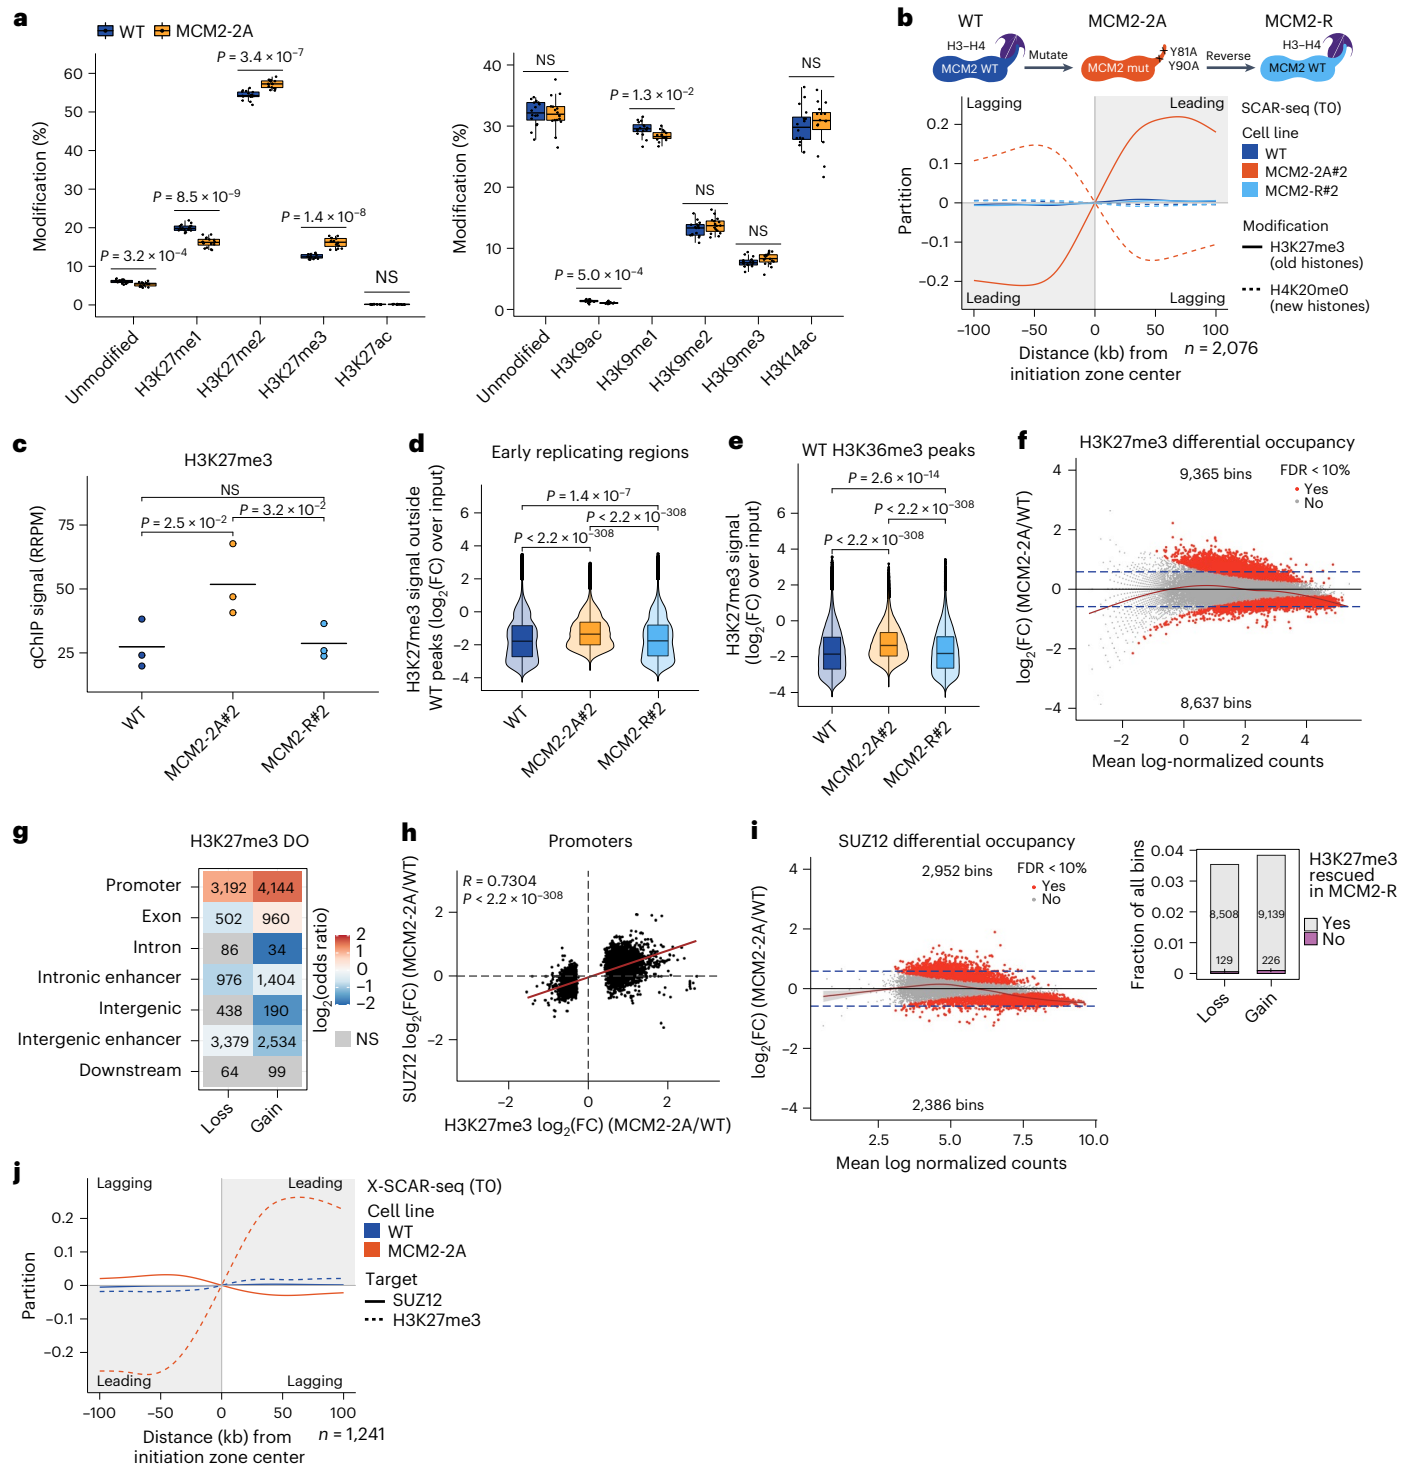 a
WT MCM2-2A
Modification (%)
60
50
40
30
20
10
0
P = 3.2 × 10⁻⁴
P = 8.5 × 10⁻⁹
P = 3.4 × 10⁻⁷
P = 1.4 × 10⁻⁸
NS
Unmodified
H3K27me1
H3K27me2
H3K27me3
H3K27ac
Modification (%)
40
30
20
10
0
NS
P = 5.0 × 10⁻⁴
P = 1.3 × 10⁻²
NS
NS
NS
Unmodified
H3K9ac
H3K9me1
H3K9me2
H3K9me3
H3K14ac
b
WT MCM2-2A MCM2-R
H3–H4
MCM2 WT
Mutate
MCM2 mut
Y81A
Y90A
Reverse
H3–H4
MCM2 WT
Lagging Leading
Partition
0.2
0.1
0
−0.1
−0.2
Leading Lagging
−100 −50 0 50 100
Distance (kb) from
initiation zone center
n = 2,076
SCAR-seq (T0)
Cell line
WT
MCM2-2A#2
MCM2-R#2
Modification
H3K27me3
(old histones)
H4K20me0
(new histones)
c
H3K27me3
qChIP signal (RRPM)
75
50
25
NS
P = 2.5 × 10⁻²
P = 3.2 × 10⁻²
WT
MCM2-2A#2
MCM2-R#2
d
Early replicating regions
H3K27me3 signal outside
WT peaks (log₂(FC) over input)
6
4
2
0
−2
−4
P = 1.4 × 10⁻⁷
P < 2.2 × 10⁻³⁰⁸
P < 2.2 × 10⁻³⁰⁸
WT
MCM2-2A#2
MCM2-R#2
e
WT H3K36me3 peaks
H3K27me3 signal
(log₂(FC) over input)
6
4
2
0
−2
−4
P = 2.6 × 10⁻¹⁴
P < 2.2 × 10⁻³⁰⁸
P < 2.2 × 10⁻³⁰⁸
WT
MCM2-2A#2
MCM2-R#2
f
H3K27me3 differential occupancy
log₂(FC) (MCM2-2A/WT)
4
2
0
−2
−4
9,365 bins
FDR < 10%
Yes
No
8,637 bins
−2 0 2 4
Mean log-normalized counts
g
H3K27me3 DO
Promoter 3,192 4,144
Exon 502 960
Intron 86 34
Intronic enhancer 976 1,404
Intergenic 438 190
Intergenic enhancer 3,379 2,534
Downstream 64 99
Loss
Gain
log₂(odds ratio)
2
1
0
−1
−2
NS
h
Promoters
SUZ12 log₂(FC) (MCM2-2A/WT)
R = 0.7304
P < 2.2 × 10⁻³⁰⁸
2
0
−2
−2 0 2
H3K27me3 log₂(FC) (MCM2-2A/WT)
i
SUZ12 differential occupancy
log₂(FC) (MCM2-2A/WT)
4
2
0
−2
−4
2,952 bins
FDR < 10%
Yes
No
2,386 bins
2.5 5.0 7.5 10.0
Mean log normalized counts
Fraction of all bins
0.04
0.03
0.02
0.01
0
8,508 9,139
129 226
Loss
Gain
H3K27me3
rescued
in MCM2-R
Yes
No
j
Lagging Leading
Partition
0.2
0.1
0
−0.1
−0.2
Leading Lagging
−100 −50 0 50 100
Distance (kb) from
initiation zone center
n = 1,241
X-SCAR-seq (T0)
Cell line
WT
MCM2-2A
Target
SUZ12
H3K27me3